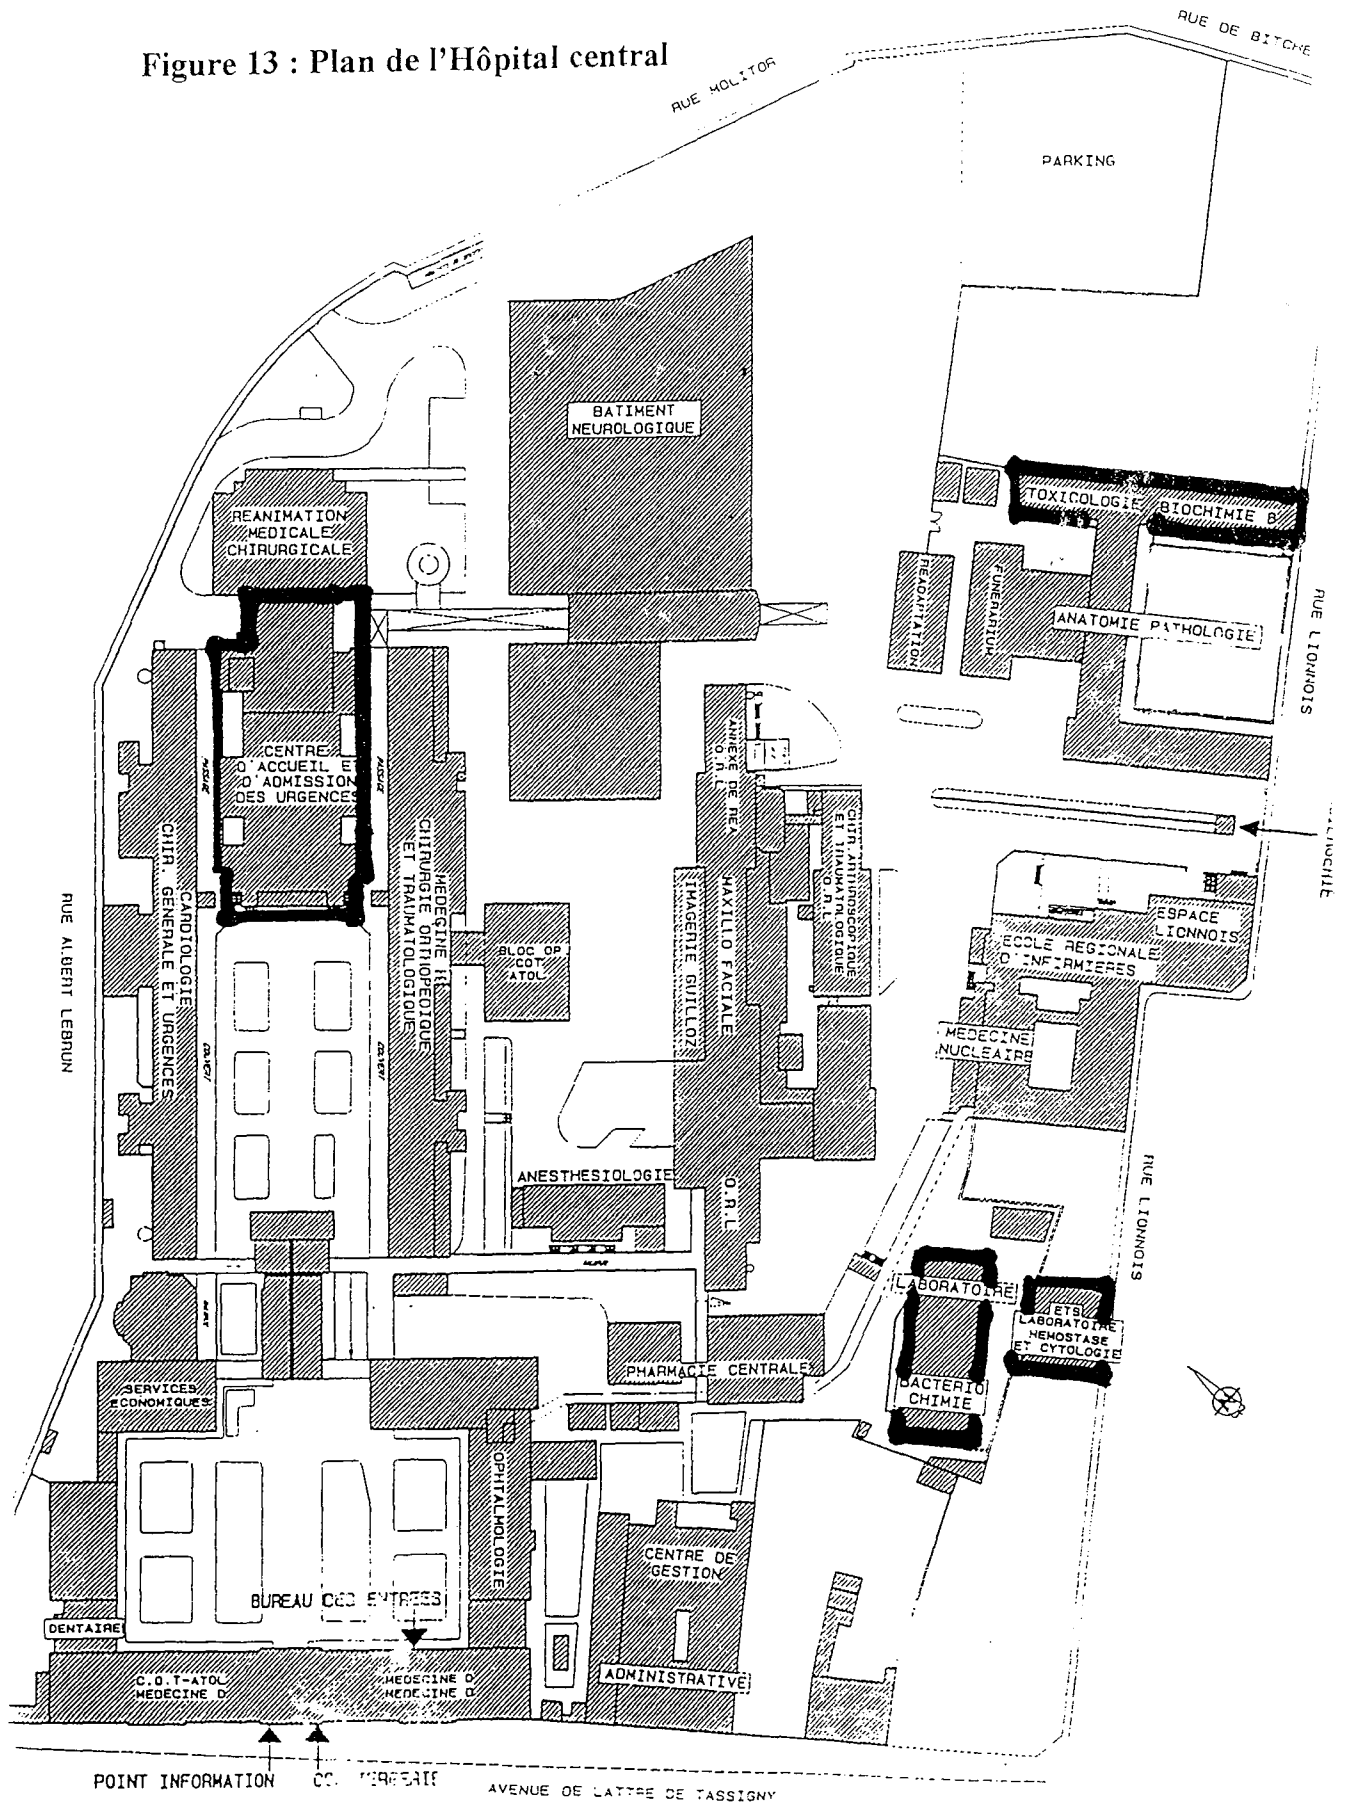 Figure 13 : Plan de l'Hôpital central
RUE DE BITCHE
RUE MOLITOR
PARKING
BATIMENT
NEUROLOGIQUE
REANIMATION
MEDICALE
CHIRURGICALE
TOXICOLOGIE
BIOCHIMIE B
READAPTATION
FUNERARIUM
ANATOMIE PATHOLOGIE
RUE LIONNOIS
CENTRE
D'ACCUEIL ET
D'ADMISSION
DES URGENCES
PASSAGE
PASSAGE
COUVERT
COUVERT
CHIR. GENERALE ET URGENCES
CARDIOLOGIE
MEDECINE
CHIRURGIE ORTHOPEDIQUE
ET TRAUMATOLOGIQUE
RUE ALBERT LEBRUN
BLOC OP
COT
ATOL
ANNEXE DE REA
O.R.L
MAXILLO FACIALE
IMAGERIE GUILLOZ
CHIR.ARTHROSCOPIQUE
ET TRAUMATOLOGIQUE
O.R.L
O.R.L
ESPACE
LIONNOIS
ECOLE REGIONALE
D'INFIRMIERES
MEDECINE
NUCLEAIRE
RUE LIONNOIS
ANESTHESIOLOGIE
LABORATOIRE
BACTERIO
CHIMIE
ETS
LABORATOIRE
HEMOSTASE
ET CYTOLOGIE
PHARMACIE CENTRALE
SERVICES
ECONOMIQUES
OPHTALMOLOGIE
CENTRE DE
GESTION
ADMINISTRATIVE
BUREAU DES ENTREES
DENTAIRE
C.O.T-ATOL
MEDECINE D
MEDECINE D
MEDECINE D
POINT INFORMATION
AVENUE DE LATTRE DE TASSIGNY